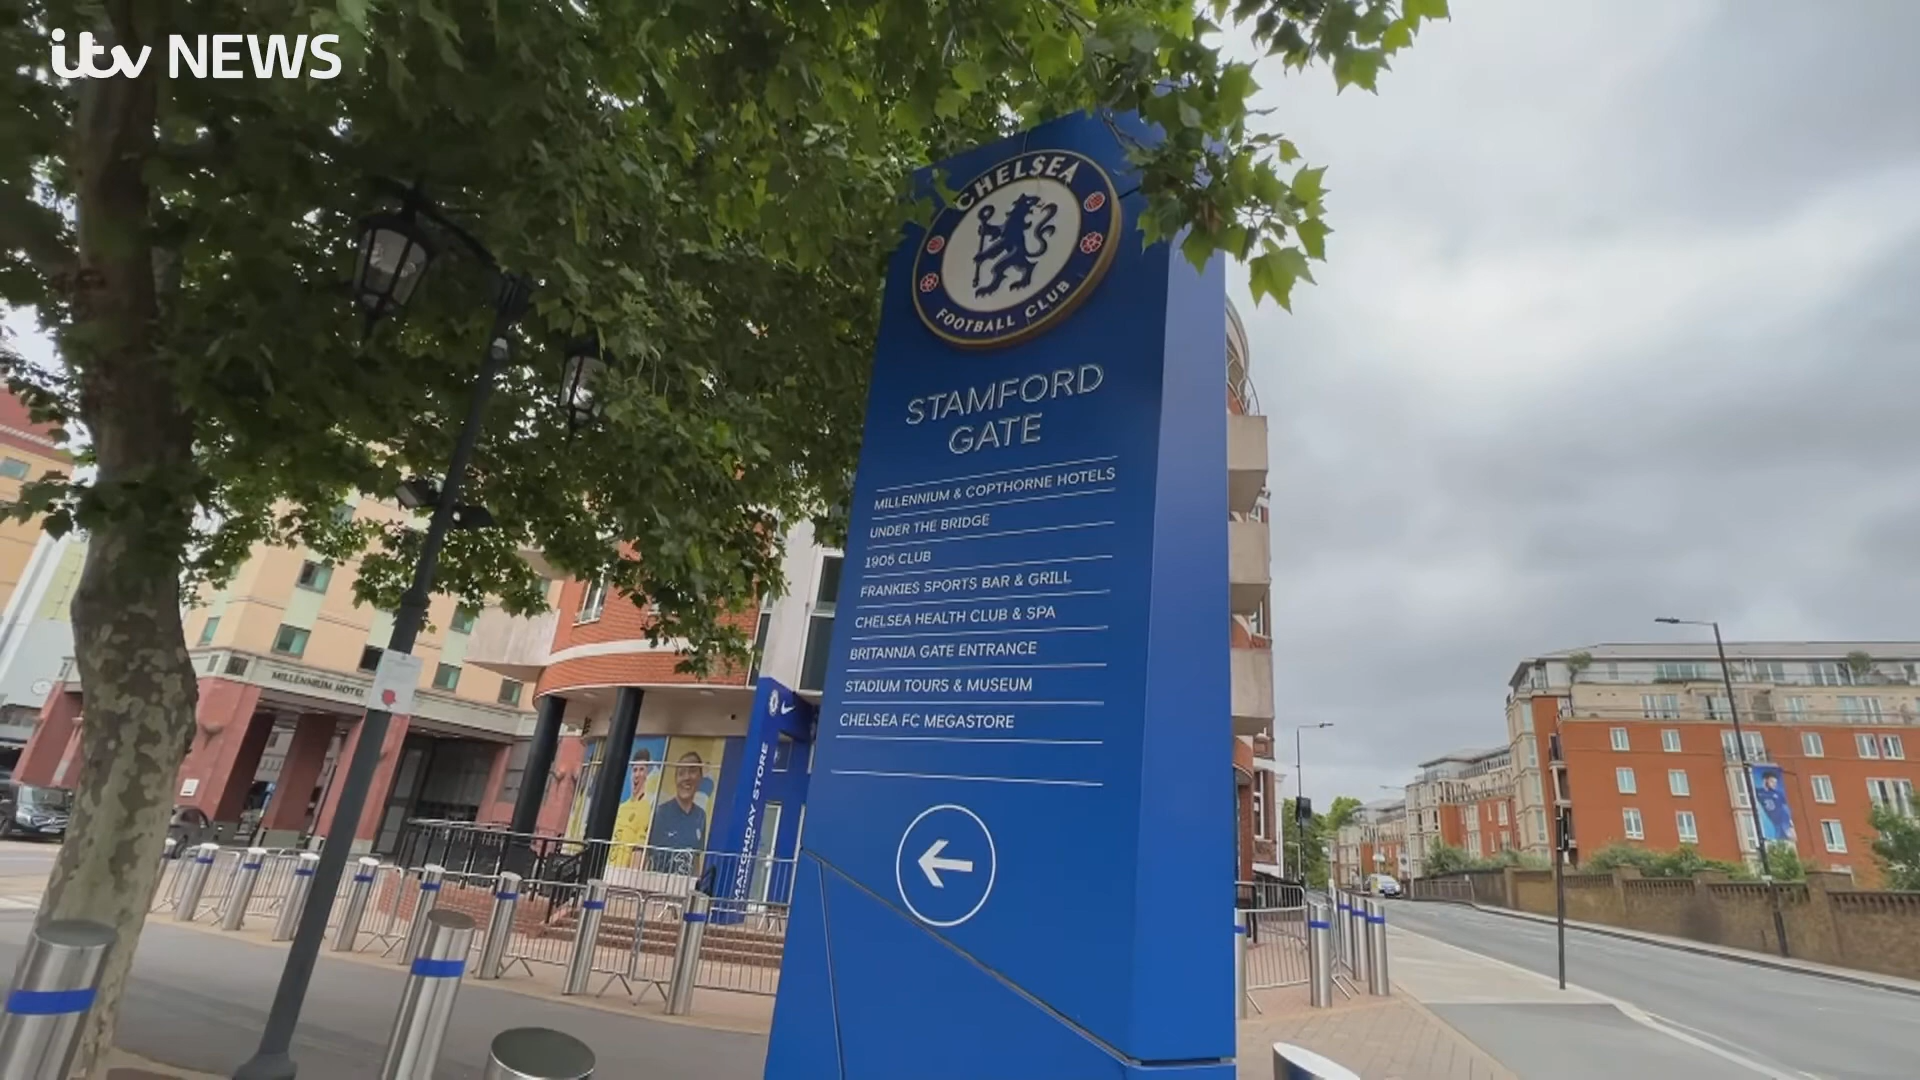 itv NEWS
CHELSEA
FOOTBALL CLUB
STAMFORD
GATE
MILLENNIUM & COPTHORNE HOTELS
UNDER THE BRIDGE
1905 CLUB
FRANKIES SPORTS BAR & GRILL
CHELSEA HEALTH CLUB & SPA
BRITANNIA GATE ENTRANCE
STADIUM TOURS & MUSEUM
CHELSEA FC MEGASTORE
MILLENNIUM HOTEL
MATCHDAY STORE